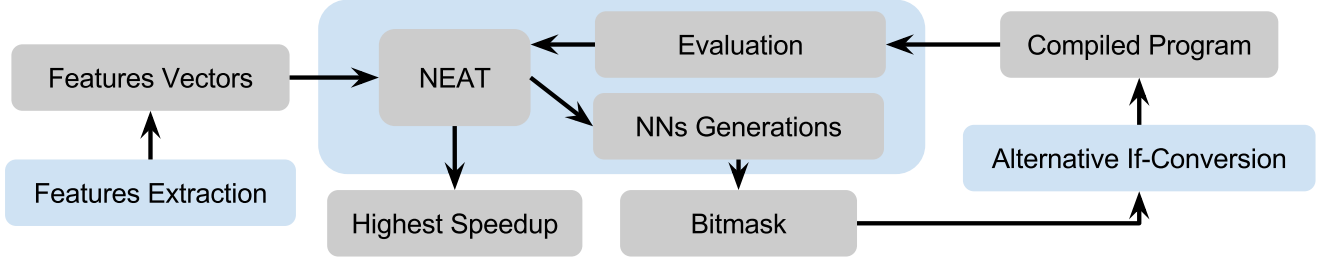 Evaluation
Compiled Program
Features Vectors
NEAT
NNs Generations
Alternative If-Conversion
Features Extraction
Highest Speedup
Bitmask